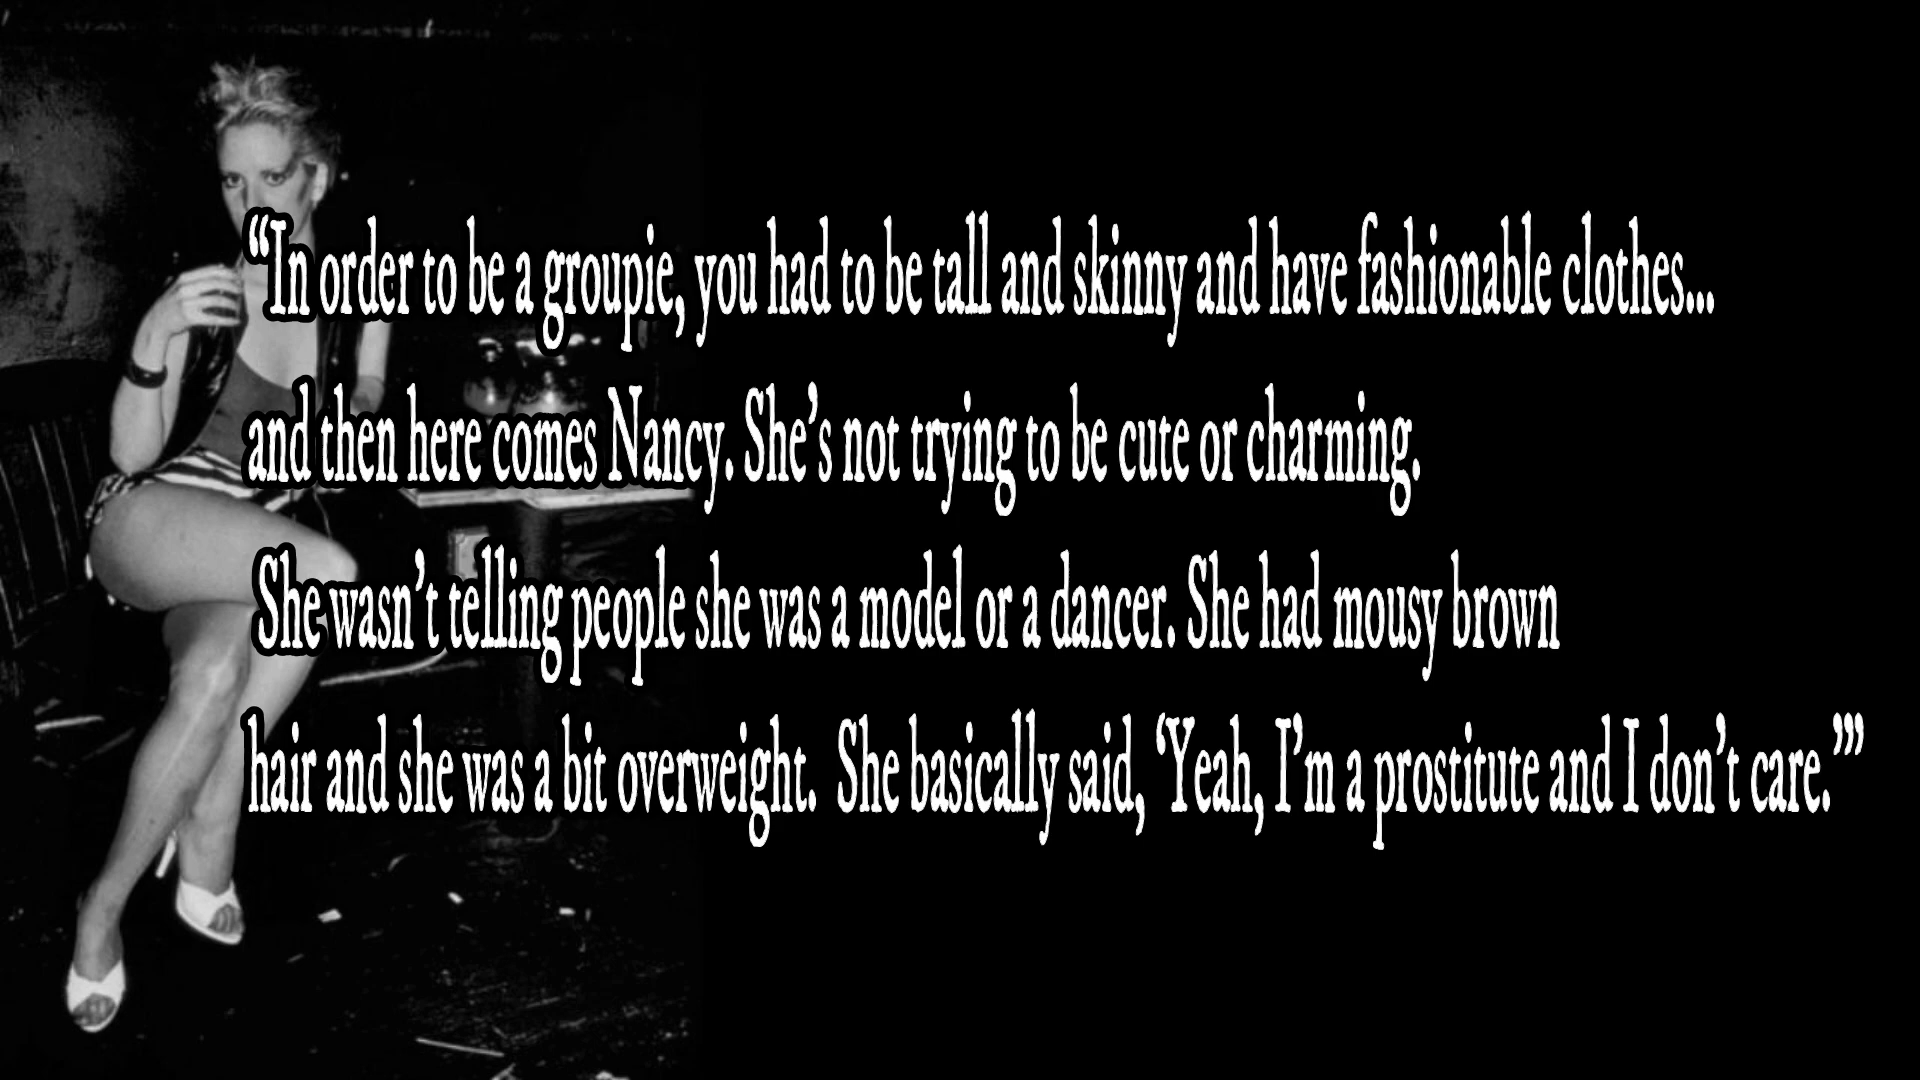 “In order to be a groupie, you had to be tall and skinny and have fashionable clothes...
and then here comes Nancy. She’s not trying to be cute or charming.
She wasn’t telling people she was a model or a dancer. She had mousy brown
hair and she was a bit overweight. She basically said, ‘Yeah, I’m a prostitute and I don’t care.’”